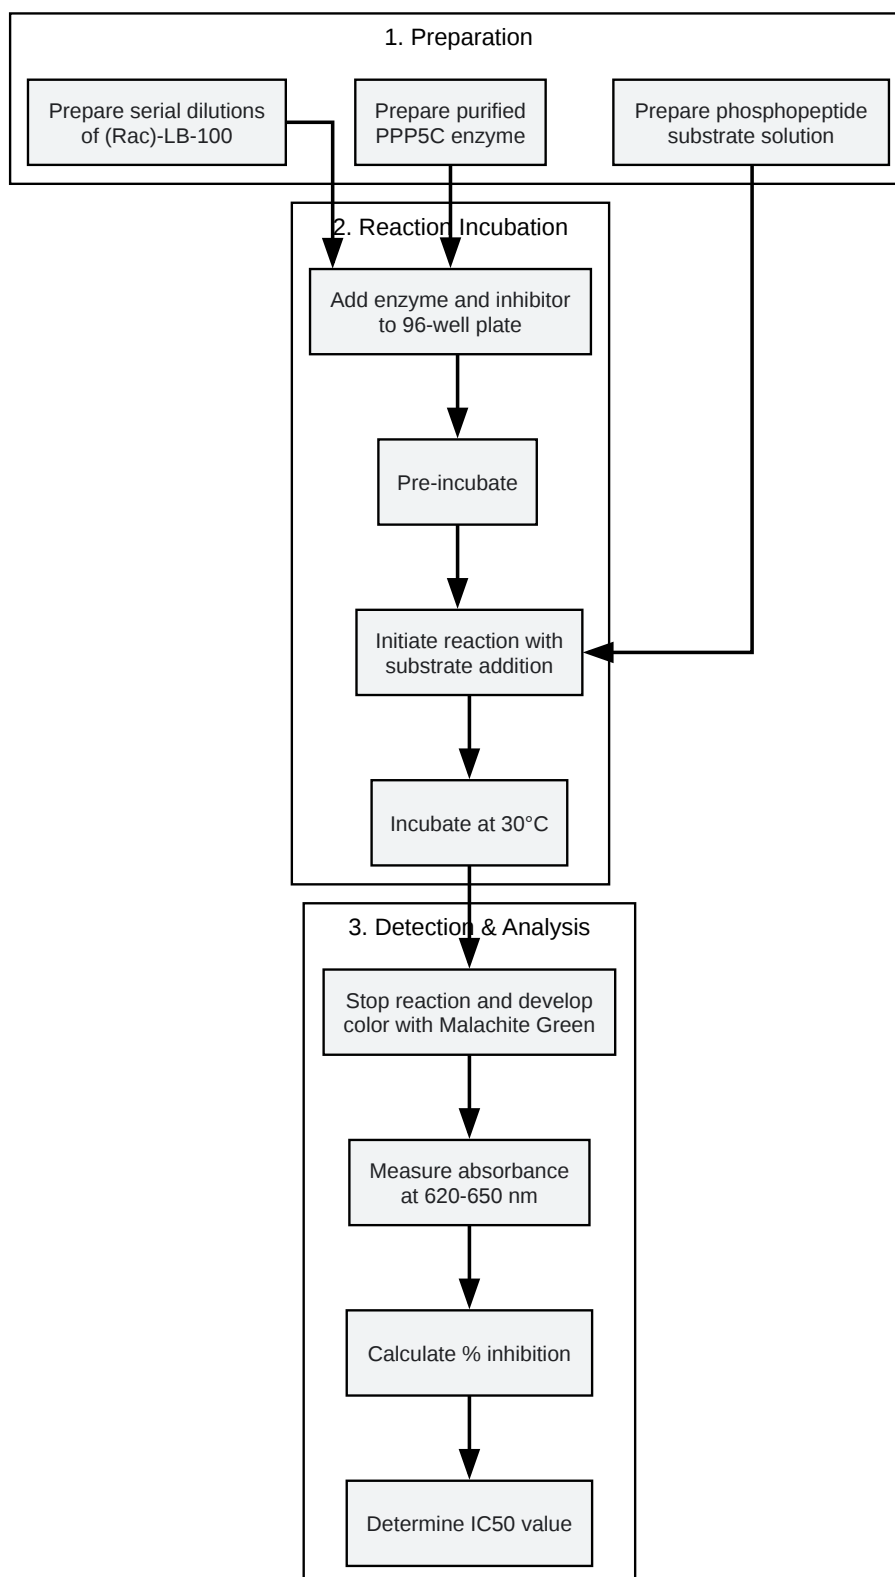 1. Preparation
Prepare serial dilutions
of (Rac)-LB-100
Prepare purified
PPP5C enzyme
Prepare phosphopeptide
substrate solution
2. Reaction Incubation
Add enzyme and inhibitor
to 96-well plate
Pre-incubate
Initiate reaction with
substrate addition
Incubate at 30°C
3. Detection & Analysis
Stop reaction and develop
color with Malachite Green
Measure absorbance
at 620-650 nm
Calculate % inhibition
Determine IC50 value